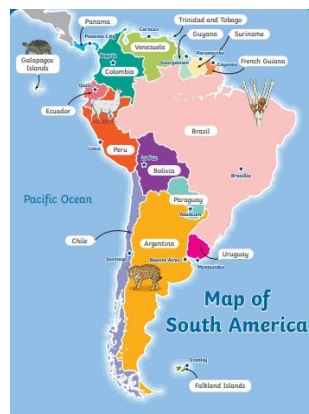 Panama
Panama City
Caracas
Trinidad and Tobago
Galapagos
Islands
Bogota
Venezuela
Guyana
Suriname
Georgetown
Paramaribo
Cayenne
French Guiana
Colombia
Quito
Ecuador
Peru
Lima
Brazil
La Paz
Bolivia
Brasilia
Pacific Ocean
Paraguay
Asuncion
Chile
Argentina
Santiago
Buenos Aires
Uruguay
Montevideo
Map of
South America
Stanley
Falkland Islands